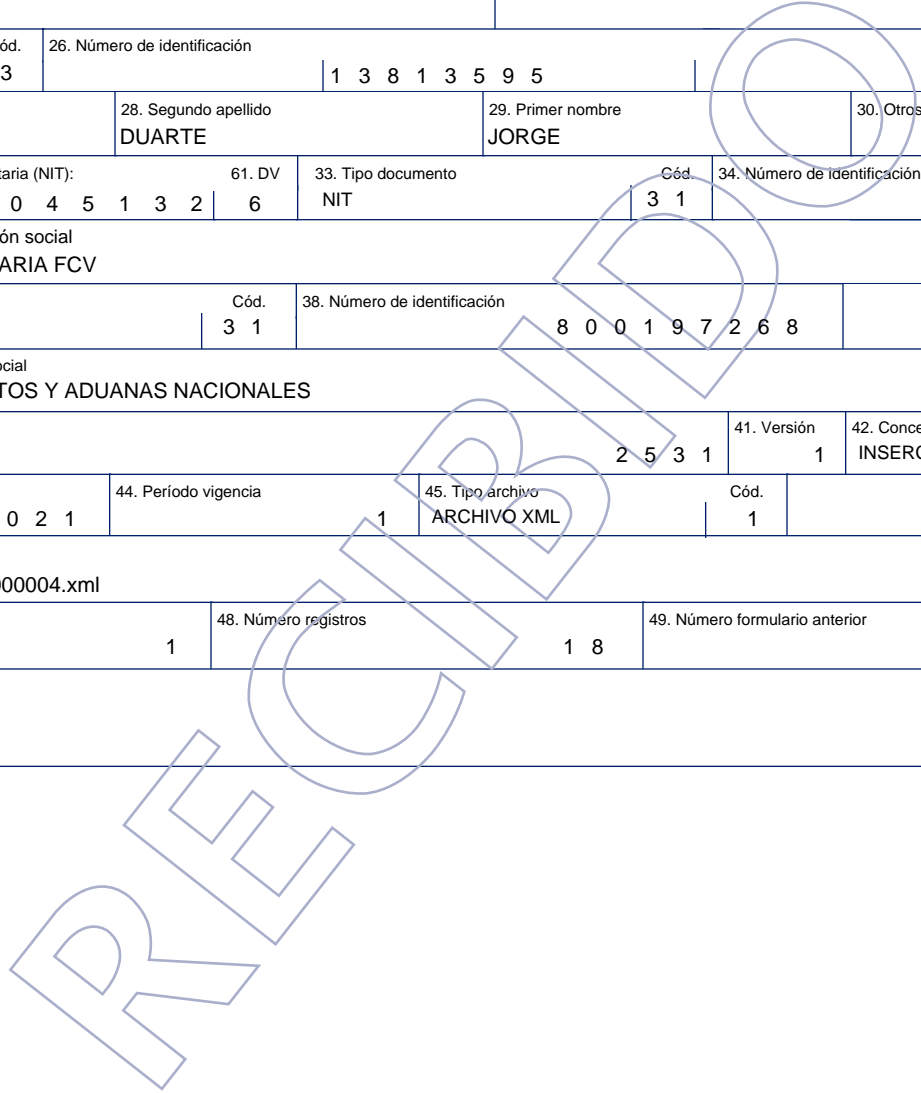 ód. 26. Número de identificación
3 1 3 8 1 3 5 9 5
28. Segundo apellido 29. Primer nombre 30. Otros
DUARTE JORGE
taria (NIT): 61. DV 33. Tipo documento Cód. 34. Número de identificación
0 4 5 1 3 2 6 NIT 3 1
ón social
ARIA FCV
Cód. 38. Número de identificación
3 1 8 0 0 1 9 7 2 6 8
ocial
TOS Y ADUANAS NACIONALES
41. Versión 42. Conce
2 5 3 1 1 INSERC
44. Período vigencia 45. Tipo archivo Cód.
0 2 1 1 ARCHIVO XML 1
000004.xml
48. Número registros 49. Número formulario anterior
1 1 8
RECIBIDO